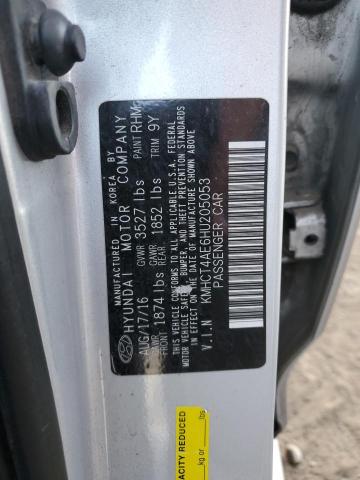 MANUFACTURED IN KOREA BY
HYUNDAI MOTOR COMPANY
AUG/17/16 GVWR 3527 lbs PAINT RHM
GAWR FRONT 1874 lbs GAWR REAR 1852 lbs TRIM 9Y
THIS VEHICLE CONFORMS TO ALL APPLICABLE U.S.A. FEDERAL
MOTOR VEHICLE SAFETY, BUMPER, AND THEFT PREVENTION STANDARDS
IN EFFECT ON THE DATE OF MANUFACTURE SHOWN ABOVE.
V.I.N KMHCT4AE6HU205053
PASSENGER CAR
CAPACITY REDUCED
kg or lbs